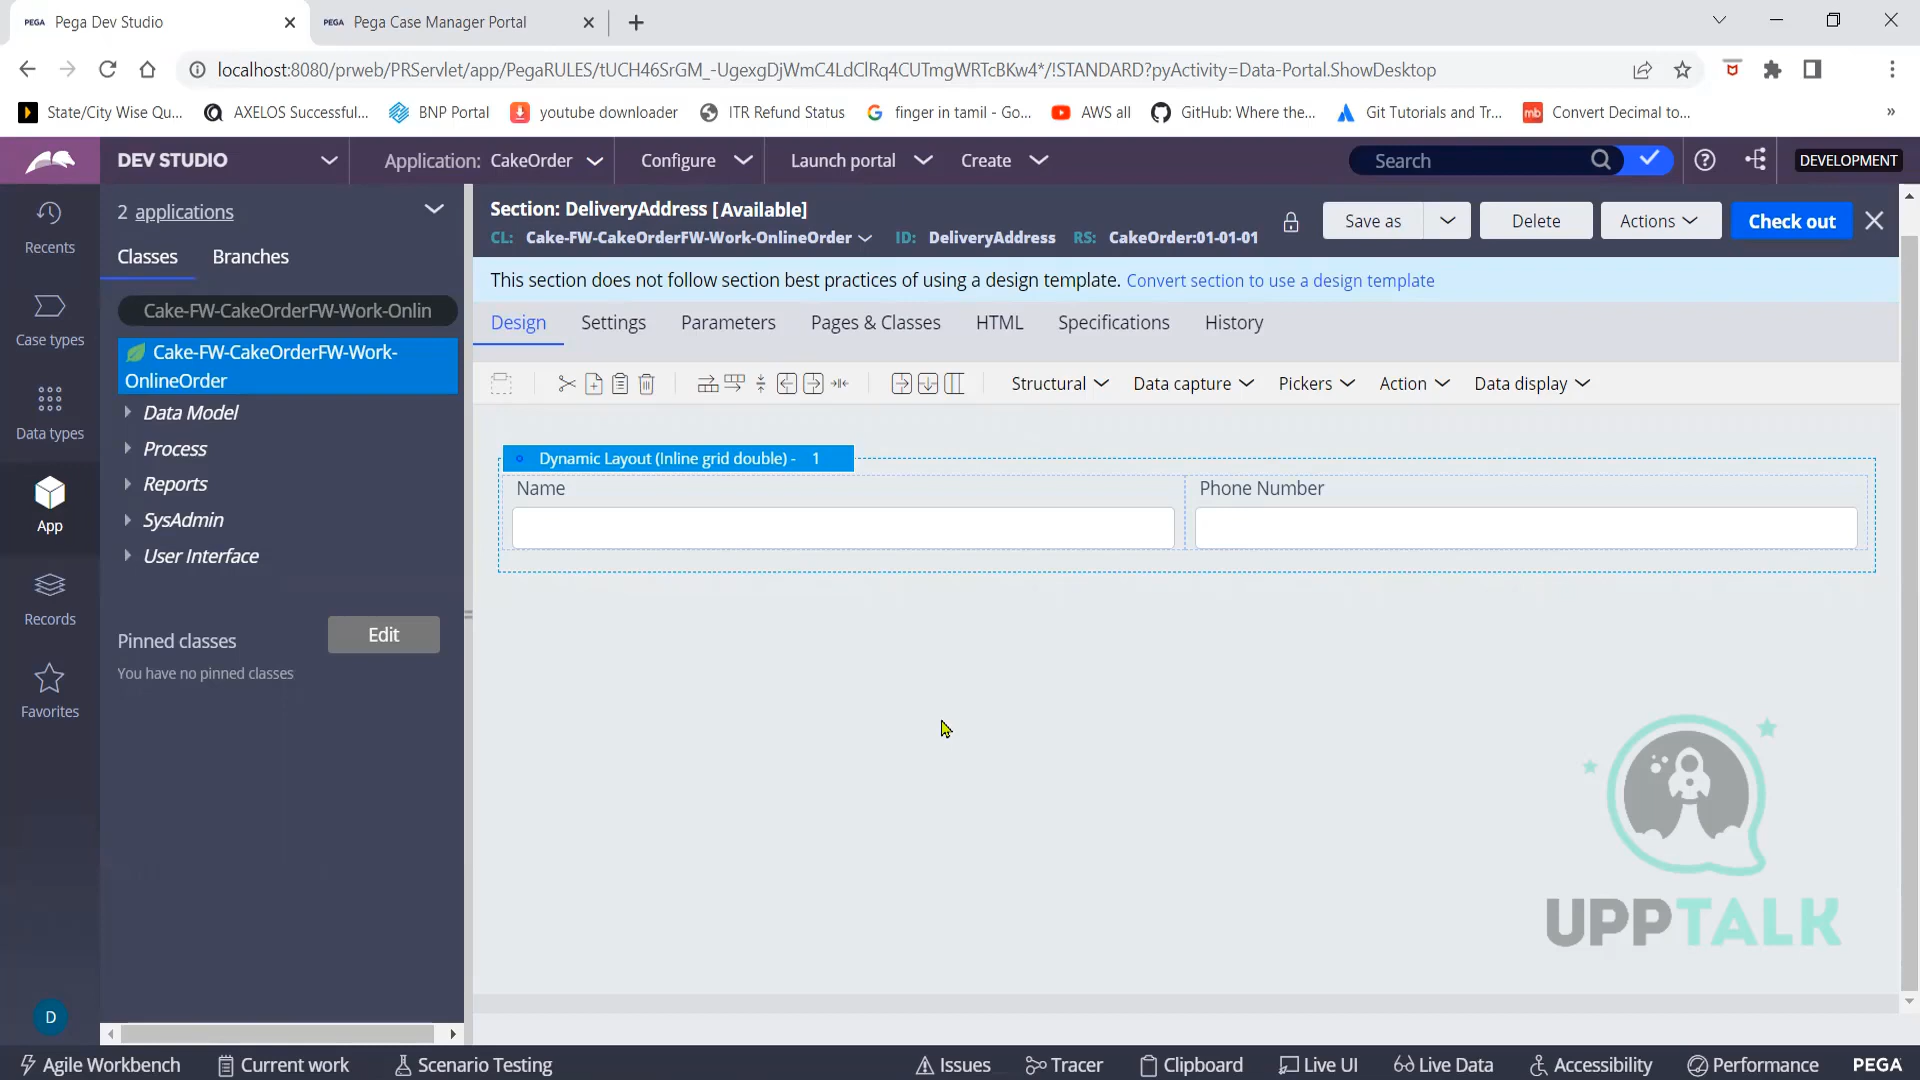 PEGA Pega Dev Studio
PEGA Pega Case Manager Portal
localhost:8080/prweb/PRServlet/app/PegaRULES/tUCH46SrGM_-UgexgDjWmC4LdClRq4CUTmgWRTcBKw4*/!STANDARD?pyActivity=Data-Portal.ShowDesktop
State/City Wise Qu... AXELOS Successful... BNP Portal youtube downloader ITR Refund Status finger in tamil - Go... AWS all GitHub: Where the... Git Tutorials and Tr... mb Convert Decimal to... »
DEV STUDIO Application: CakeOrder Configure Launch portal Create Search DEVELOPMENT
Recents
Case types
Data types
App
Records
Favorites
D
2 applications
Classes Branches
Cake-FW-CakeOrderFW-Work-Onlin
Cake-FW-CakeOrderFW-Work-
OnlineOrder
Data Model
Process
Reports
SysAdmin
User Interface
Pinned classes Edit
You have no pinned classes
Section: DeliveryAddress [Available]
CL: Cake-FW-CakeOrderFW-Work-OnlineOrder ID: DeliveryAddress RS: CakeOrder:01-01-01
Save as Delete Actions Check out
This section does not follow section best practices of using a design template. Convert section to use a design template
Design Settings Parameters Pages & Classes HTML Specifications History
Structural Data capture Pickers Action Data display
Dynamic Layout (Inline grid double) - 1
Name Phone Number
UPPTALK
Agile Workbench Current work Scenario Testing Issues Tracer Clipboard Live UI Live Data Accessibility Performance PEGA